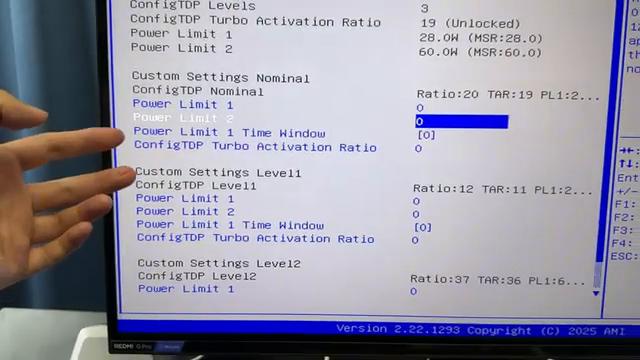 ConfigTDP Levels 3
ConfigTDP Turbo Activation Ratio 19 (Unlocked)
Power Limit 1 28.0W (MSR:28.0)
Power Limit 2 60.0W (MSR:60.0)
Custom Settings Nominal
ConfigTDP Nominal Ratio:20 TAR:19 PL1:2...
Power Limit 1 0
Power Limit 2 0
Power Limit 1 Time Window [0]
ConfigTDP Turbo Activation Ratio 0
Custom Settings Level1
ConfigTDP Level1 Ratio:12 TAR:11 PL1:2...
Power Limit 1 0
Power Limit 2 0
Power Limit 1 Time Window [0]
ConfigTDP Turbo Activation Ratio 0
Custom Settings Level2
ConfigTDP Level2 Ratio:37 TAR:36 PL1:6...
Power Limit 1 0
→←:
↑↓:
Ent
+/-
F1:
F2:
F3:
F4:
ESC:
Version 2.22.1293 Copyright (C) 2025 AMI
REDMI G Pro